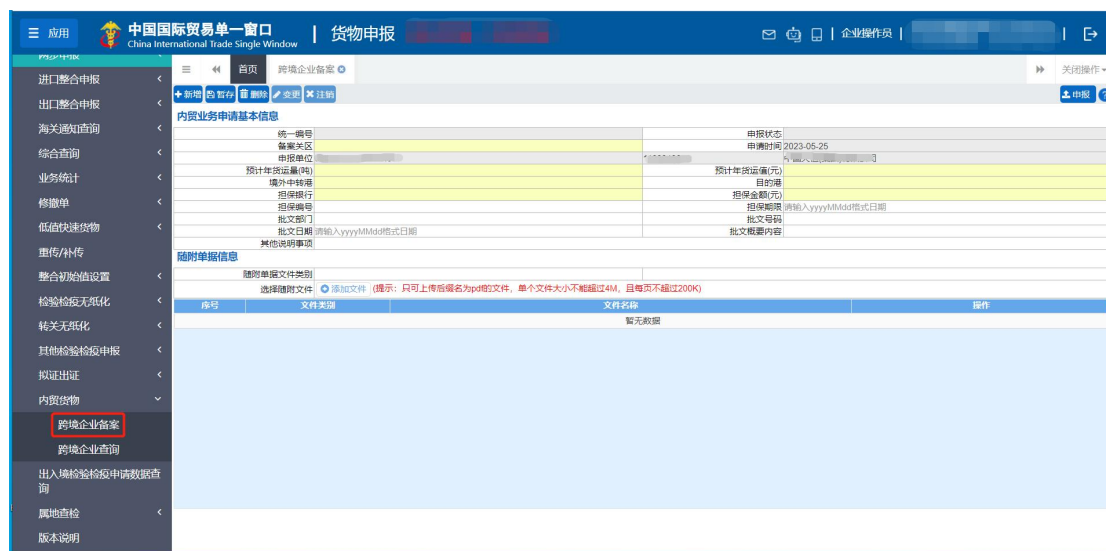 应用
中国国际贸易单一窗口
China International Trade Single Window
货物申报
企业操作员
两步申报
进口整合申报
出口整合申报
海关通知查询
综合查询
业务统计
修撤单
低值快速货物
重传/补传
整合初始值设置
检验检疫无纸化
转关无纸化
其他检验检疫申报
拟证出证
内贸货物
跨境企业备案
跨境企业查询
出入境检验检疫申请数据查
询
属地查检
版本说明
首页 跨境企业备案 关闭操作
新增 暂存 删除 变更 注销 申报
内贸业务申请基本信息
统一编号 申报状态
备案关区 申请时间 2023-05-25
申报单位
预计年货运量(吨) 预计年货运值(元)
境外中转港 目的港
担保银行 担保金额(元)
担保编号 担保期限 请输入yyyyMMdd格式日期
批文部门 批文号码
批文日期 请输入yyyyMMdd格式日期 批文概要内容
其他说明事项
随附单据信息
随附单据文件类别
选择随附文件 添加文件 (提示：只可上传后缀名为pdf的文件，单个文件大小不能超过4M，且每页不超过200K)
序号 文件类别 文件名称 操作
暂无数据